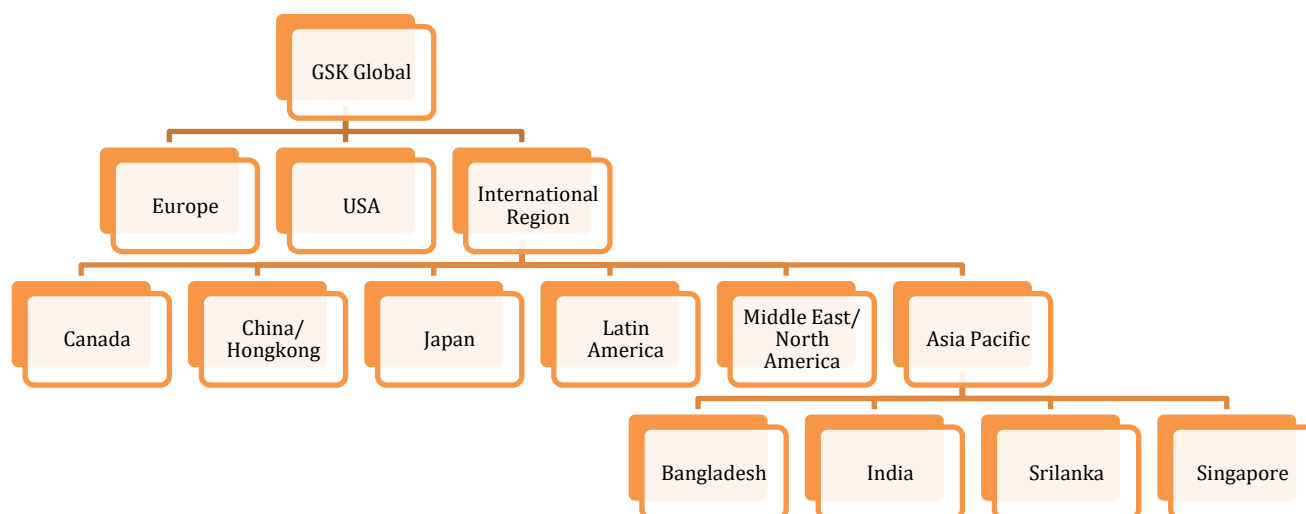 GSK Global
Europe
USA
International
Region
Canada
China/
Hongkong
Japan
Latin
America
Middle East/
North
America
Asia Pacific
Bangladesh
India
Srilanka
Singapore